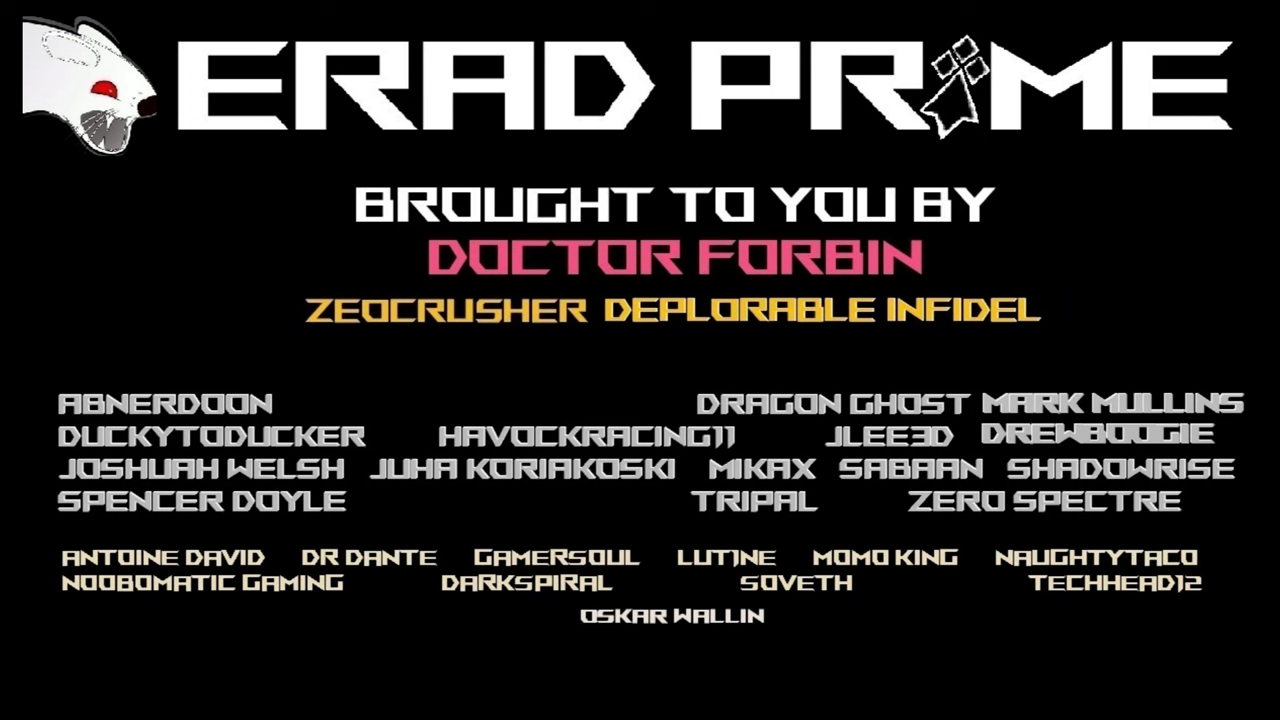 ERAD PRIME
BROUGHT TO YOU BY
DOCTOR FORBIN
ZEOCRUSHER DEPLORABLE INFIDEL
ABNERDOON DRAGON GHOST MARK MULLINS
DUCKYTODUCKER HAVOCKRACING11 JLEE3D DREWBOOGIE
JOSHUAH WELSH JUHA KORIAKOSKI MIKAX SABAAN SHADOWRISE
SPENCER DOYLE TRIPAL ZERO SPECTRE
ANTOINE DAVID DR DANTE GAMERSOUL LUT1NE MOMO KING NAUGHTYTACO
NOOBOMATIC GAMING DARKSPIRAL SOVETH TECHHEAD12
OSKAR WALLIN